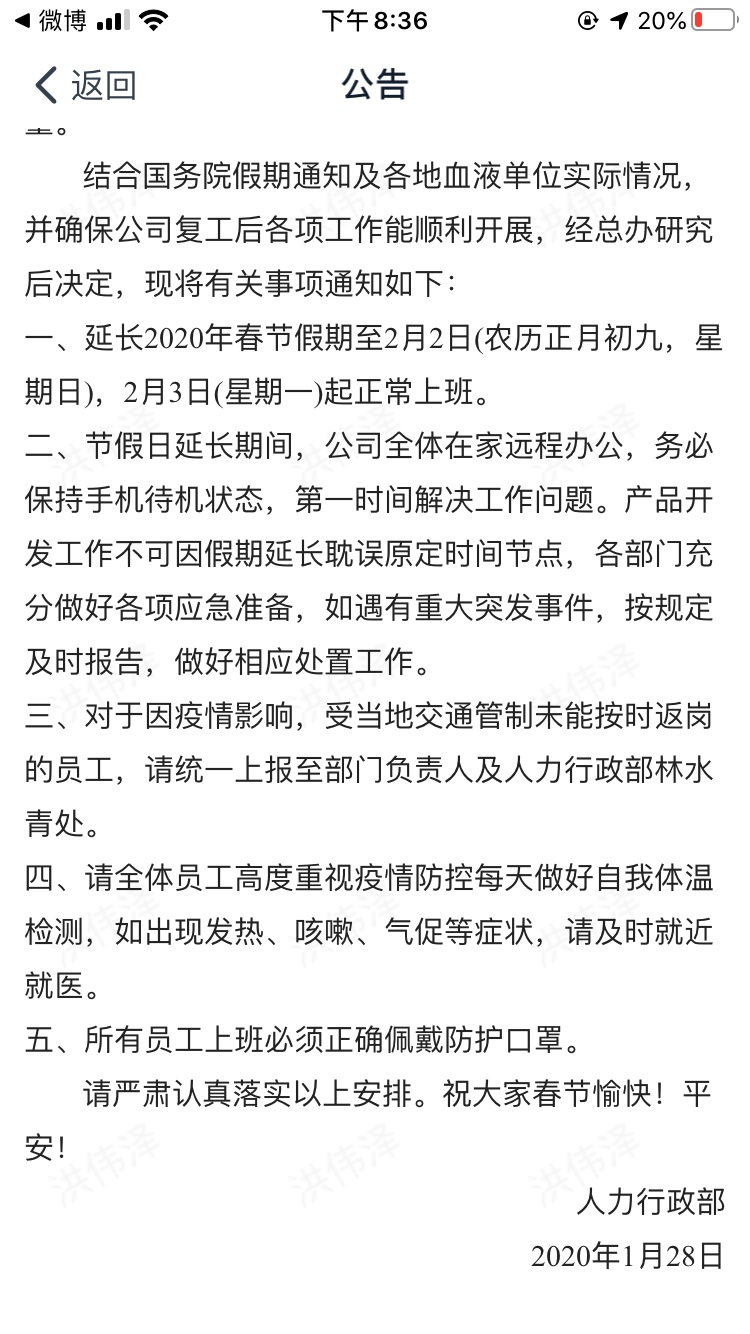 微博 下午8:36 20%
返回 公告
重。
结合国务院假期通知及各地血液单位实际情况，
并确保公司复工后各项工作能顺利开展，经总办研究
后决定，现将有关事项通知如下：
一、延长2020年春节假期至2月2日(农历正月初九，星
期日)，2月3日(星期一)起正常上班。
二、节假日延长期间，公司全体在家远程办公，务必
保持手机待机状态，第一时间解决工作问题。产品开
发工作不可因假期延长耽误原定时间节点，各部门充
分做好各项应急准备，如遇有重大突发事件，按规定
及时报告，做好相应处置工作。
三、对于因疫情影响，受当地交通管制未能按时返岗
的员工，请统一上报至部门负责人及人力行政部林水
青处。
四、请全体员工高度重视疫情防控每天做好自我体温
检测，如出现发热、咳嗽、气促等症状，请及时就近
就医。
五、所有员工上班必须正确佩戴防护口罩。
请严肃认真落实以上安排。祝大家春节愉快！平
安！
洪伟泽 洪伟泽 洪伟泽
人力行政部
2020年1月28日